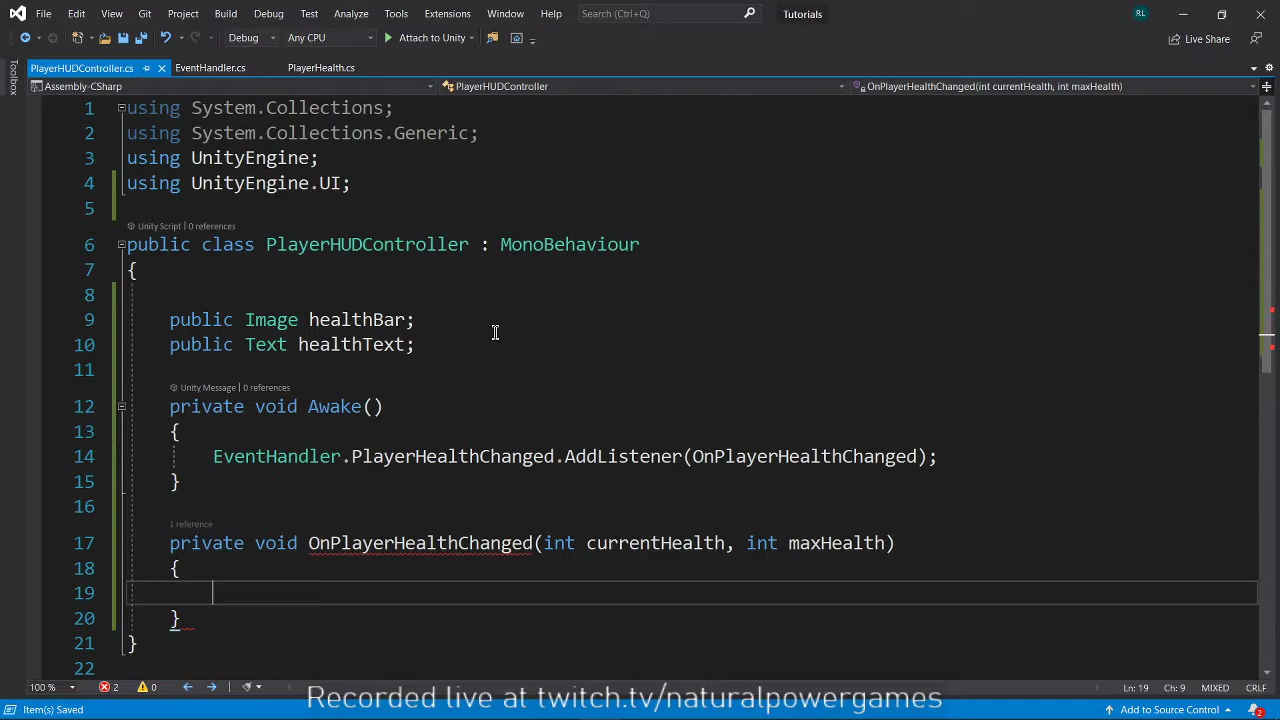 File Edit View Git Project Build Debug Test Analyze Tools Extensions Window Help Search (Ctrl+Q) Tutorials RL
Debug Any CPU Attach to Unity Live Share
Toolbox
PlayerHUDController.cs EventHandler.cs PlayerHealth.cs
Assembly-CSharp PlayerHUDController OnPlayerHealthChanged(int currentHealth, int maxHealth)
1 using System.Collections;
2 using System.Collections.Generic;
3 using UnityEngine;
4 using UnityEngine.UI;
5
Unity Script | 0 references
6 public class PlayerHUDController : MonoBehaviour
7 {
8
9 public Image healthBar;
10 public Text healthText;
11
Unity Message | 0 references
12 private void Awake()
13 {
14 EventHandler.PlayerHealthChanged.AddListener(OnPlayerHealthChanged);
15 }
16
1 reference
17 private void OnPlayerHealthChanged(int currentHealth, int maxHealth)
18 {
19
20 }
21 }
22
100 % 2 0 Ln: 19 Ch: 9 MIXED CRLF
Recorded live at twitch.tv/naturalpowergames
Item(s) Saved Add to Source Control 2